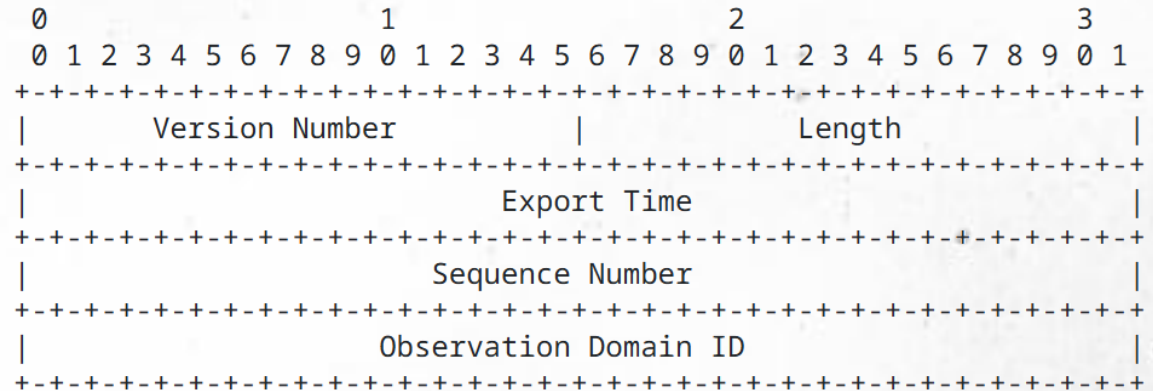 0                   1                   2                   3
0 1 2 3 4 5 6 7 8 9 0 1 2 3 4 5 6 7 8 9 0 1 2 3 4 5 6 7 8 9 0 1
+-+-+-+-+-+-+-+-+-+-+-+-+-+-+-+-+-+-+-+-+-+-+-+-+-+-+-+-+-+-+-+-+
|       Version Number          |            Length             |
+-+-+-+-+-+-+-+-+-+-+-+-+-+-+-+-+-+-+-+-+-+-+-+-+-+-+-+-+-+-+-+-+
|                           Export Time                         |
+-+-+-+-+-+-+-+-+-+-+-+-+-+-+-+-+-+-+-+-+-+-+-+-+-+-+-+-+-+-+-+-+
|                       Sequence Number                         |
+-+-+-+-+-+-+-+-+-+-+-+-+-+-+-+-+-+-+-+-+-+-+-+-+-+-+-+-+-+-+-+-+
|                    Observation Domain ID                      |
+-+-+-+-+-+-+-+-+-+-+-+-+-+-+-+-+-+-+-+-+-+-+-+-+-+-+-+-+-+-+-+-+